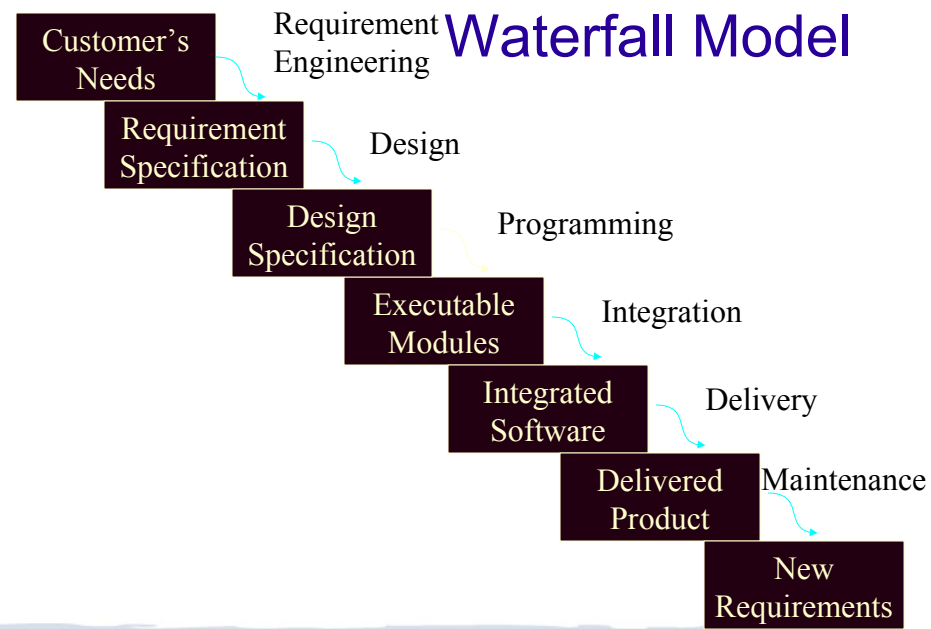 Waterfall Model
Customer’s
Needs
Requirement
Engineering
Requirement
Specification
Design
Design
Specification
Programming
Executable
Modules
Integration
Integrated
Software
Delivery
Delivered
Product
Maintenance
New
Requirements